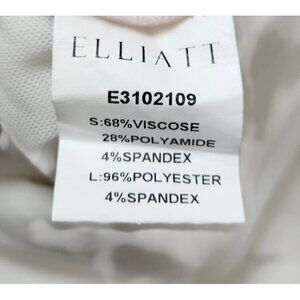 ELLIATT
E3102109
S:68%VISCOSE
28%POLYAMIDE
4%SPANDEX
L:96%POLYESTER
4%SPANDEX